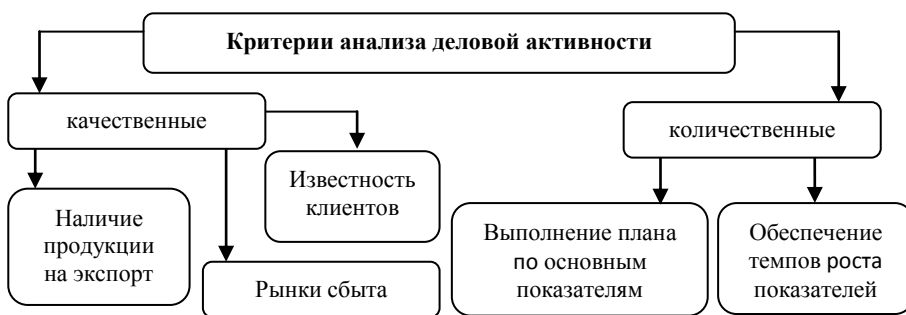 Критерии анализа деловой активности
качественные
количественные
Известность
клиентов
Наличие
продукции
на экспорт
Рынки сбыта
Выполнение плана
по основным
показателям
Обеспечение
темпов роста
показателей